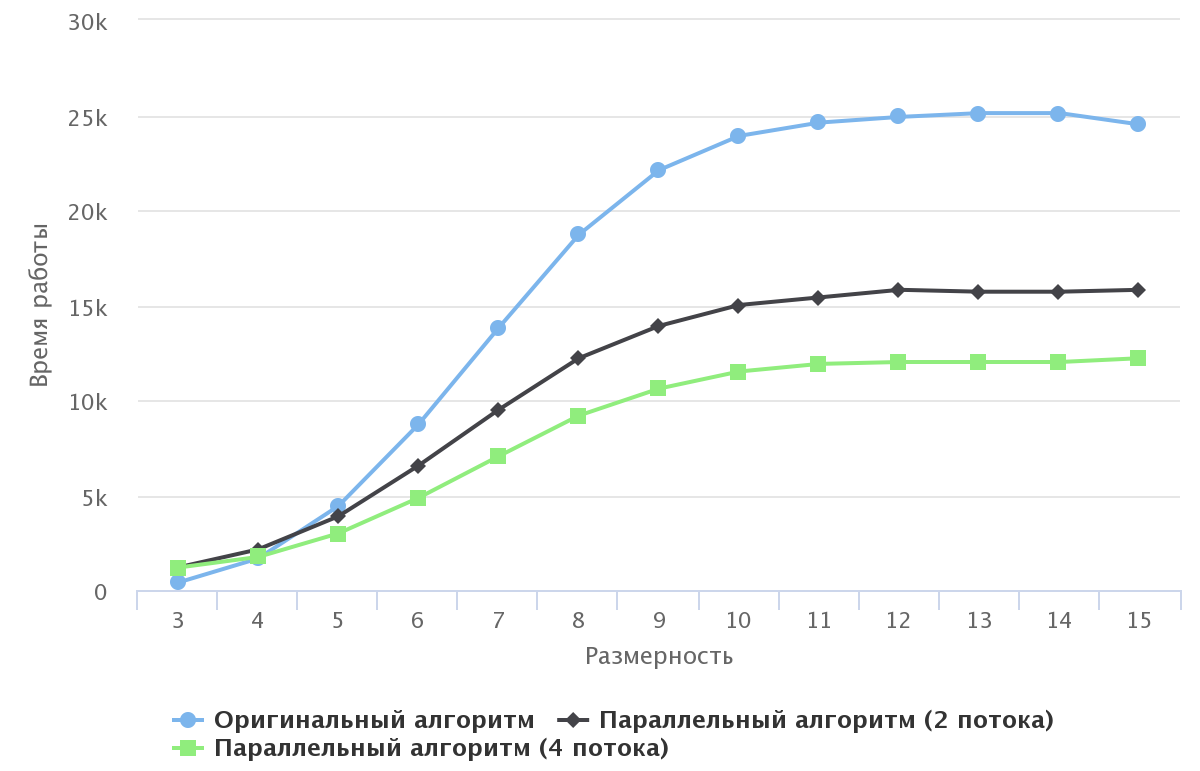 30k
25k
20k
15k
10k
5k
0
Время работы
3 4 5 6 7 8 9 10 11 12 13 14 15
Размерность
Оригинальный алгоритм Параллельный алгоритм (2 потока)
Параллельный алгоритм (4 потока)